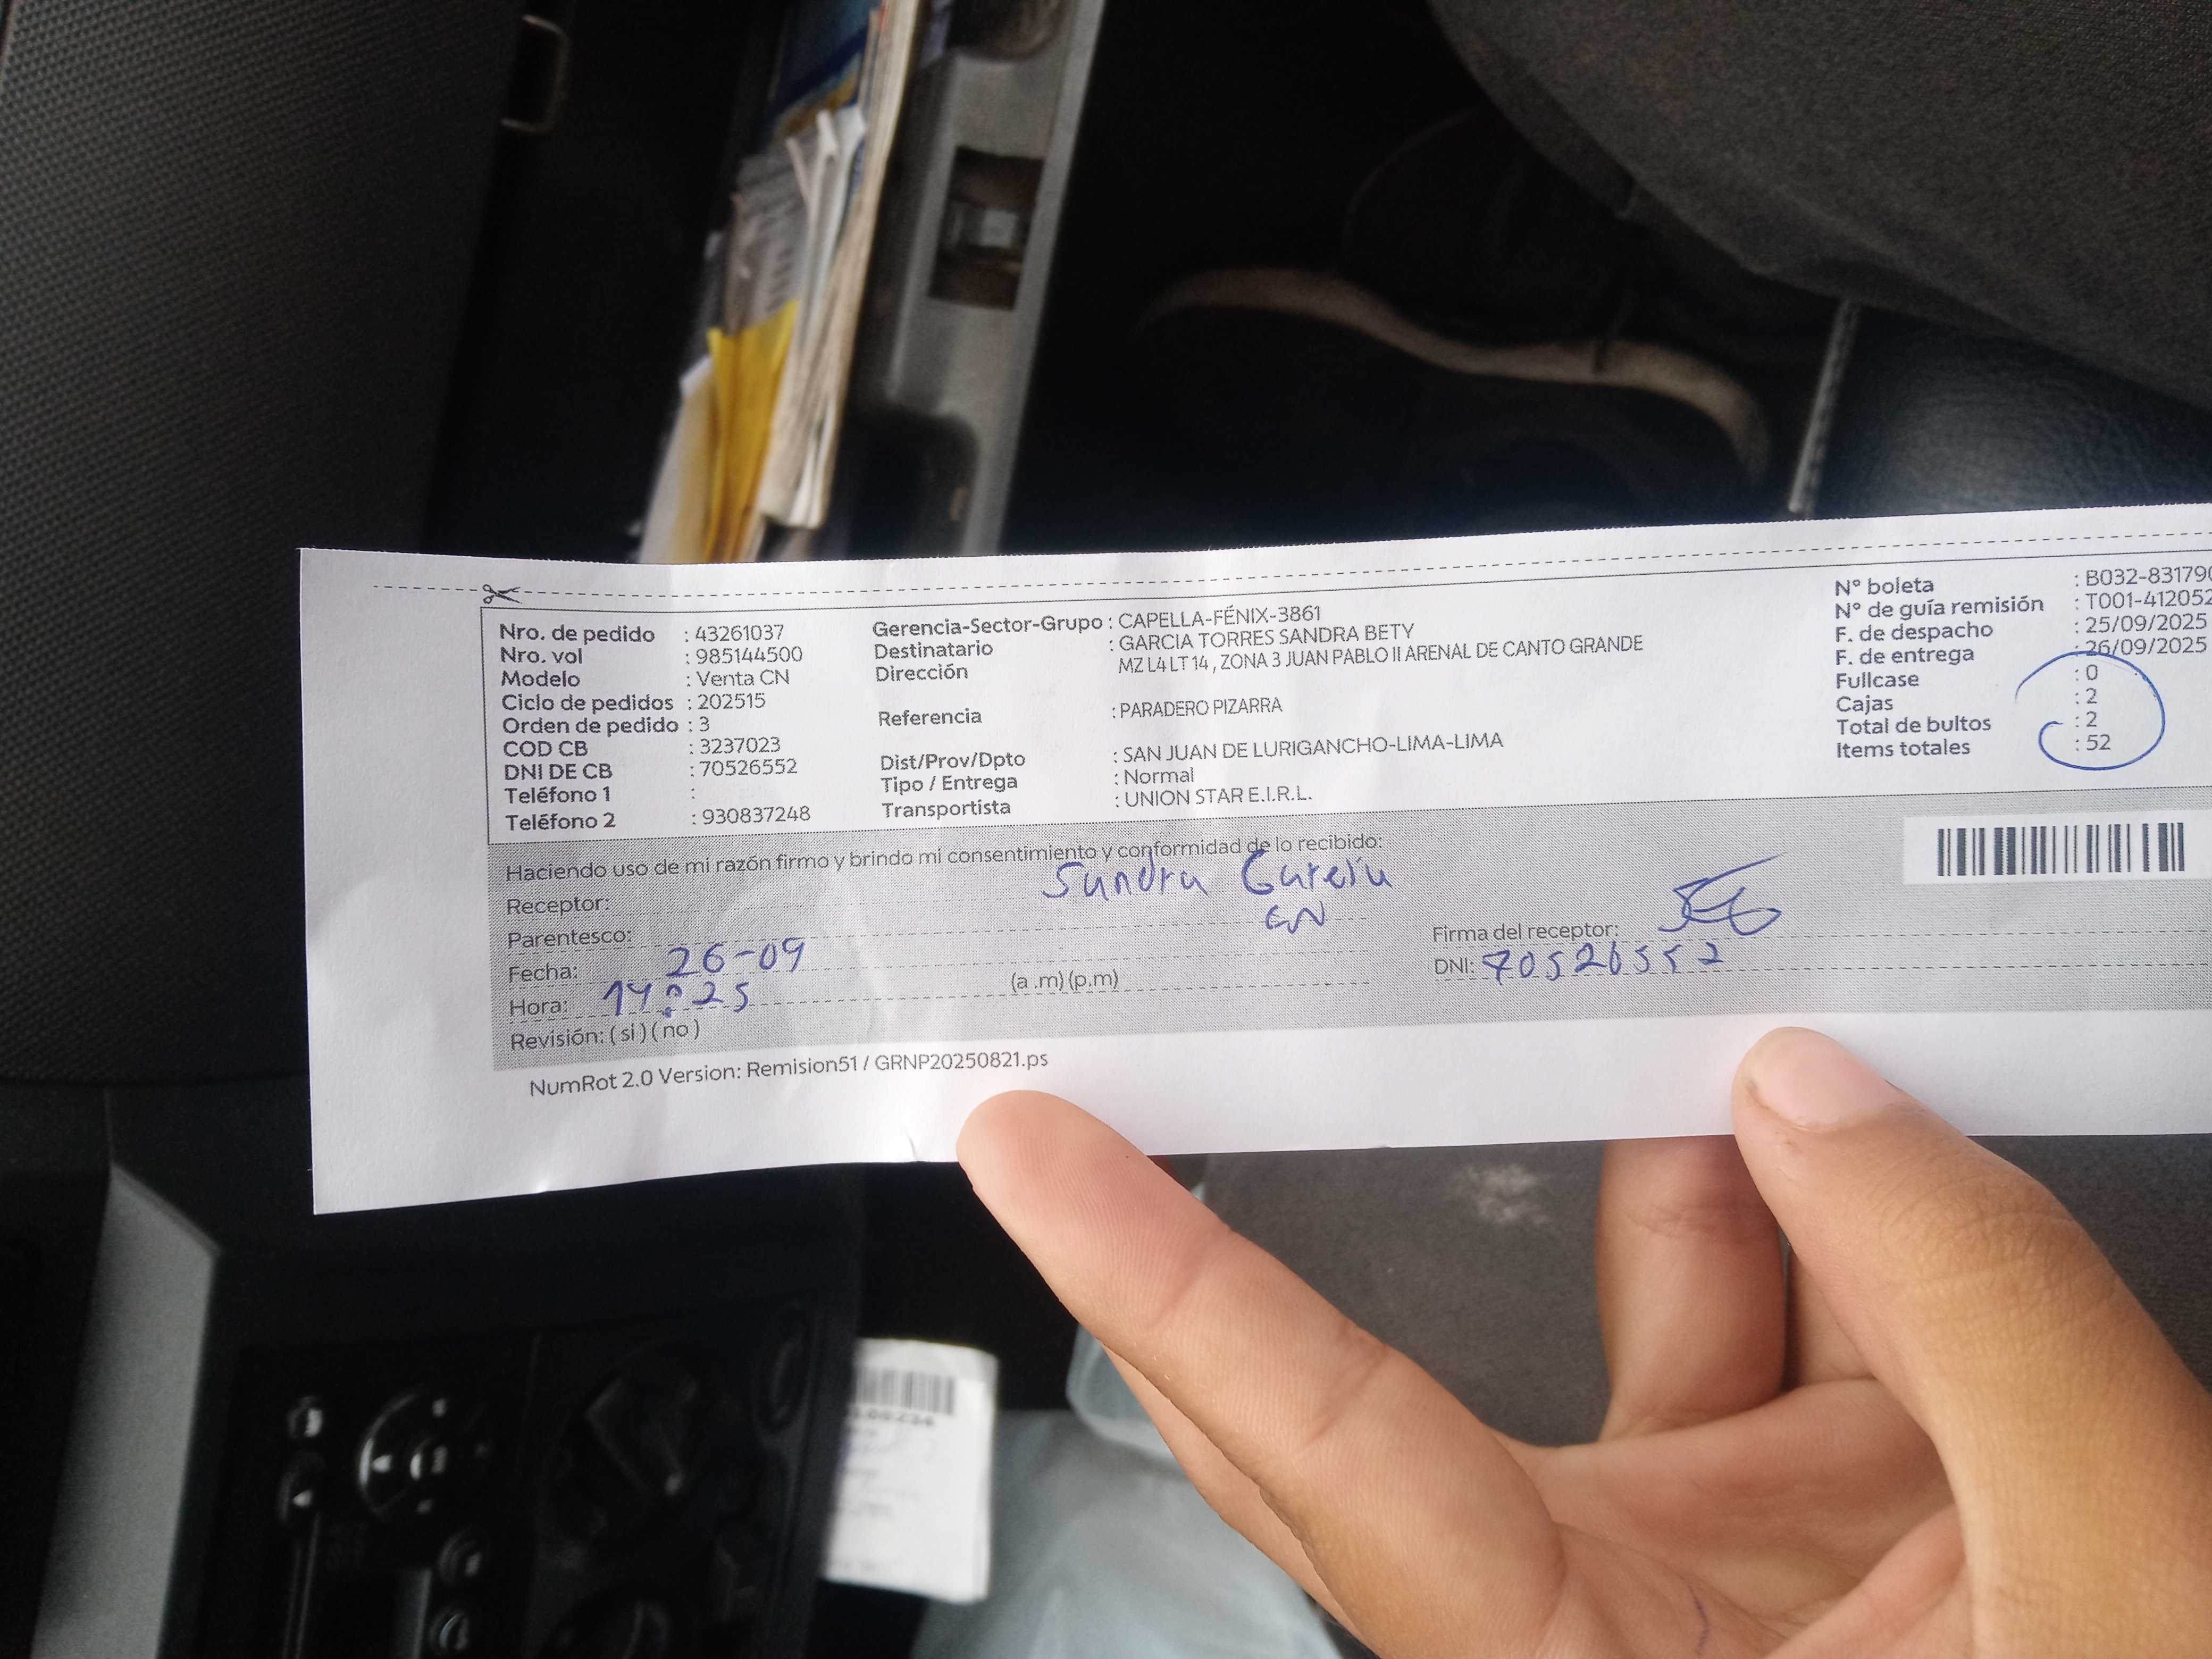 Nro. de pedido : 43261037
Nro. vol : 985144500
Modelo : Venta CN
Ciclo de pedidos : 202515
Orden de pedido : 3
COD CB : 3237023
DNI DE CB : 70526552
Teléfono 1 :
Teléfono 2 : 930837248
Gerencia-Sector-Grupo : CAPELLA-FÉNIX-3861
Destinatario : GARCIA TORRES SANDRA BETY
Dirección MZ L4 LT 14 , ZONA 3 JUAN PABLO II ARENAL DE CANTO GRANDE
Referencia : PARADERO PIZARRA
Dist/Prov/Dpto : SAN JUAN DE LURIGANCHO-LIMA-LIMA
Tipo / Entrega : Normal
Transportista : UNION STAR E.I.R.L.
N° boleta : B032-83179
N° de guía remisión : T001-412052
F. de despacho : 25/09/2025
F. de entrega : 26/09/2025
Fullcase : 0
Cajas : 2
Total de bultos : 2
Items totales : 52
Haciendo uso de mi razón firmo y brindo mi consentimiento y conformidad de lo recibido:
Receptor: Sandra Garcia
Parentesco: CN
Fecha: 26-09
Hora: 14:25 (a .m) (p.m)
Revisión: ( si ) ( no )
Firma del receptor:
DNI: 70526552
NumRot 2.0 Version: Remision51 / GRNP20250821.ps